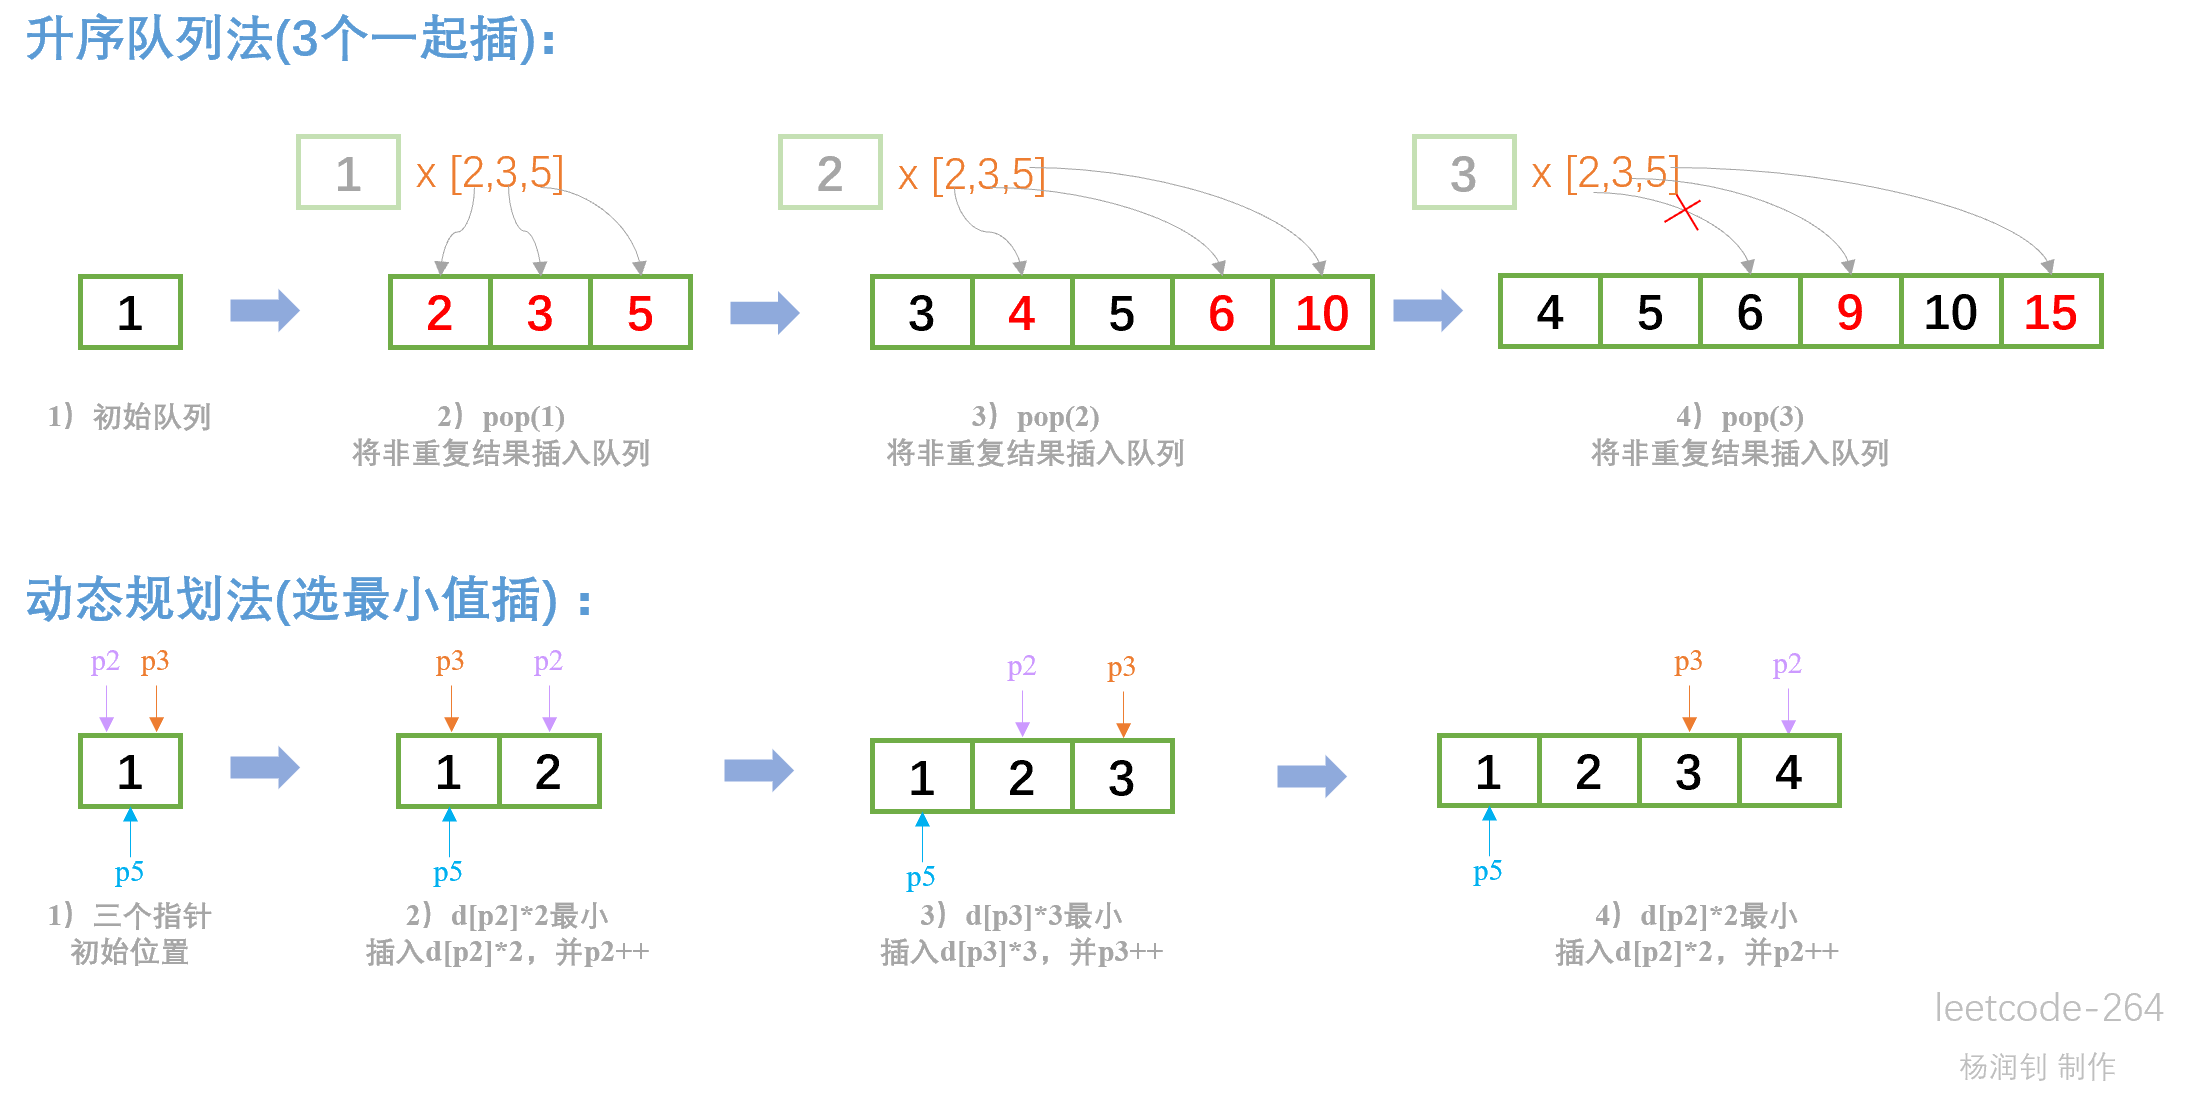 升序队列法(3个一起插)：
1 x [2,3,5]
2 x [2,3,5]
3 x [2,3,5]
1
2 3 5
3 4 5 6 10
4 5 6 9 10 15
1）初始队列
2）pop(1)
将非重复结果插入队列
3）pop(2)
将非重复结果插入队列
4）pop(3)
将非重复结果插入队列
动态规划法(选最小值插)：
p2 p3
1
p5
1）三个指针
初始位置
p3 p2
1 2
p5
2）d[p2]*2最小
插入d[p2]*2，并p2++
p2 p3
1 2 3
p5
3）d[p3]*3最小
插入d[p3]*3，并p3++
p3 p2
1 2 3 4
p5
4）d[p2]*2最小
插入d[p2]*2，并p2++
leetcode-264
杨润钊 制作